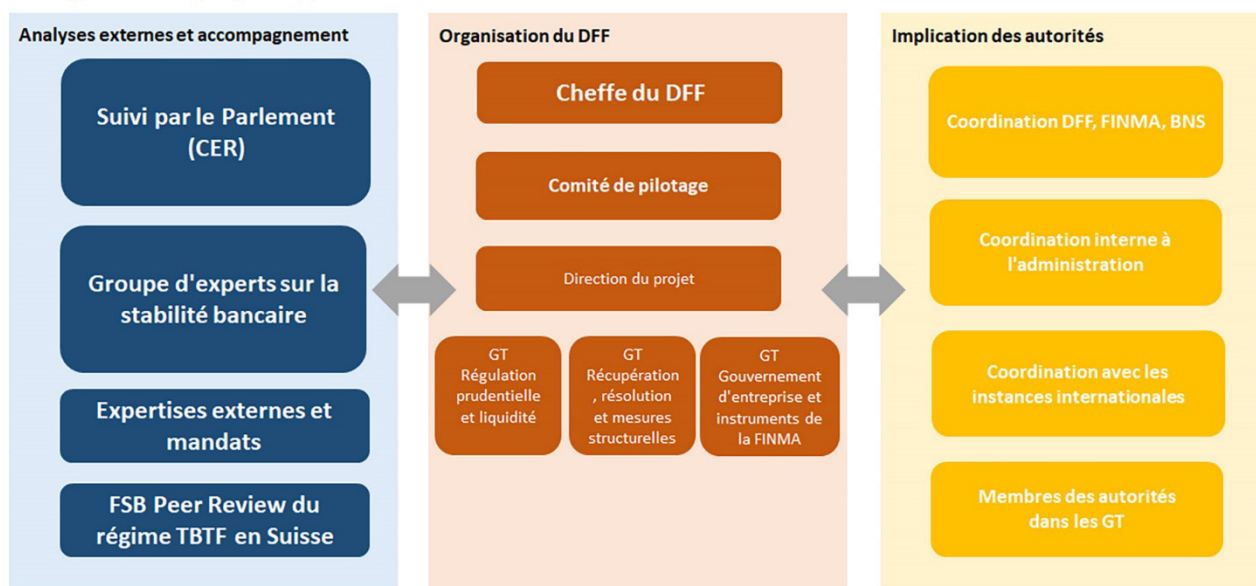 Analyses externes et accompagnement
Suivi par le Parlement
(CER)
Groupe d'experts sur la
stabilité bancaire
Expertises externes et
mandats
FSB Peer Review du
régime TBTF en Suisse
Organisation du DFF
Cheffe du DFF
Comité de pilotage
Direction du projet
GT
Régulation
prudentielle
et liquidité
GT
Récupération
, résolution
et mesures
structurelles
GT
Gouvernement
d'entreprise et
instruments de
la FINMA
Implication des autorités
Coordination DFF, FINMA, BNS
Coordination interne à
l'administration
Coordination avec les
instances internationales
Membres des autorités
dans les GT